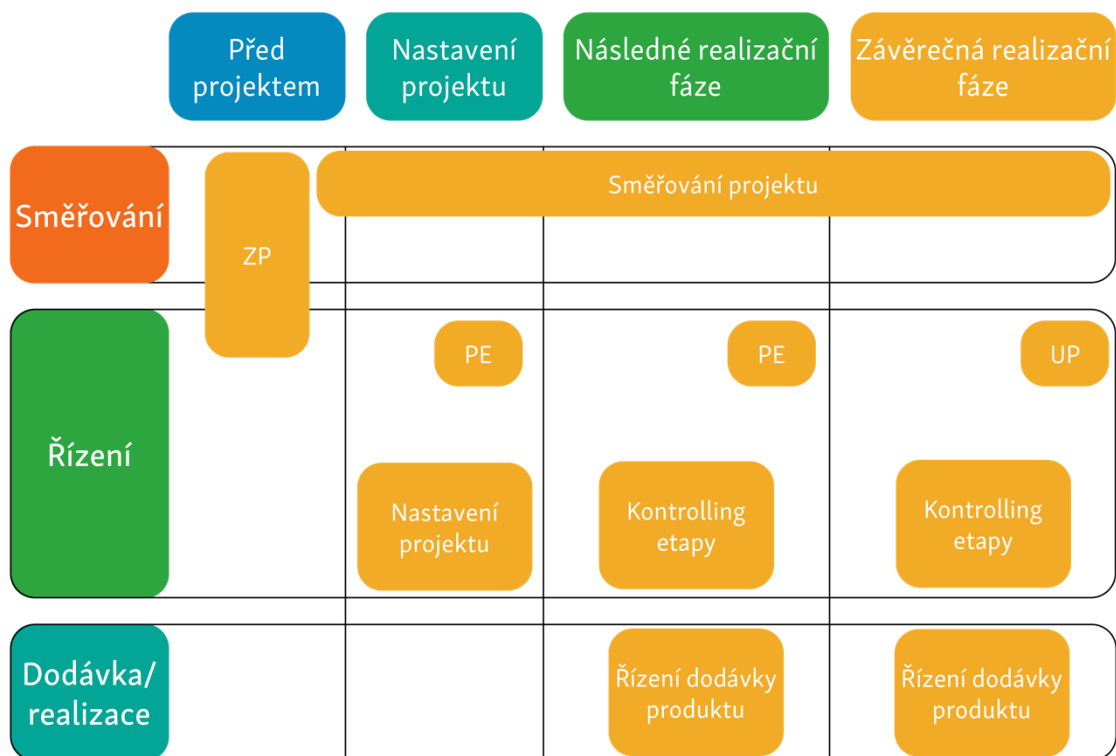 Před
projektem
Nastavení
projektu
Následné realizační
fáze
Závěrečná realizační
fáze
Směřování
Směřování projektu
ZP
Řízení
PE
PE
UP
Nastavení
projektu
Kontrolling
etapy
Kontrolling
etapy
Dodávka/
realizace
Řízení dodávky
produktu
Řízení dodávky
produktu